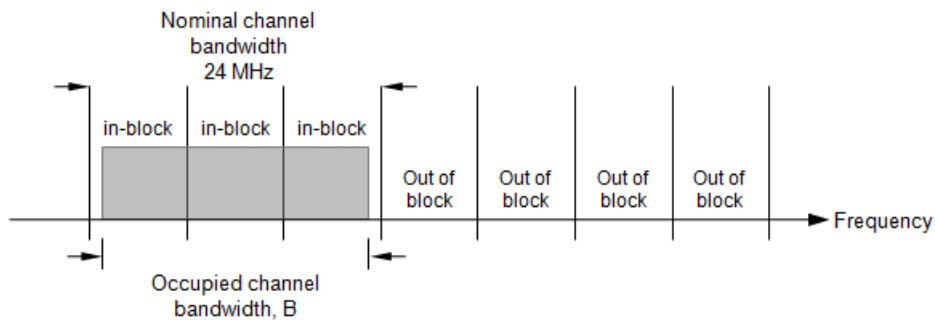 Nominal channel
bandwidth
24 MHz
in-block in-block in-block
Out of Out of Out of Out of
block block block block
Frequency
Occupied channel
bandwidth, B